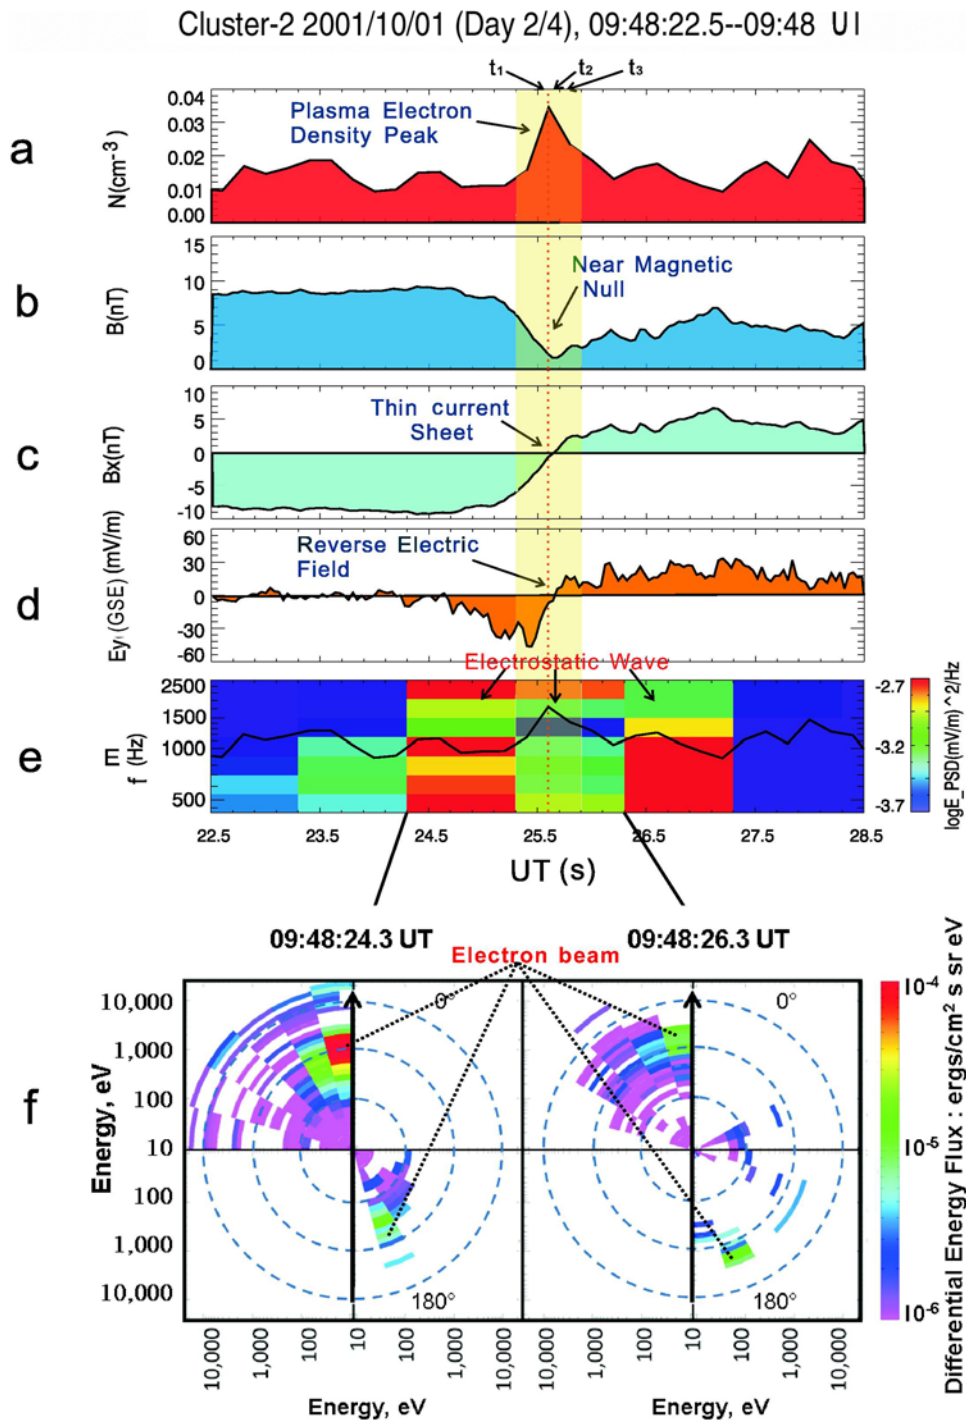 Cluster-2 2001/10/01 (Day 2/4), 09:48:22.5--09:48 UT
t₁ t₂ t₃
a
N(cm⁻³)
0.04
0.03
0.02
0.01
0.00
Plasma Electron
Density Peak
b
B(nT)
15
10
5
0
Near Magnetic
Null
c
Bx(nT)
10
5
0
-5
-10
Thin current
Sheet
d
Ey (GSE) (mV/m)
60
30
0
-30
-60
Reverse Electric
Field
Electrostatic Wave
e
E
f (Hz)
2500
1500
1000
500
-2.7
-3.2
-3.7
logE_PSD(mV/m) ^2/Hz
22.5 23.5 24.5 25.5 26.5 27.5 28.5
UT (s)
09:48:24.3 UT 09:48:26.3 UT
Electron beam
f
Energy, eV
10,000
1,000
100
10
100
1,000
10,000
0°
180°
0°
180°
10,000 1,000 100 10 100 1,000 10,000
10,000 1,000 100 10 100 1,000 10,000
Energy, eV Energy, eV
10⁻⁴
10⁻⁵
10⁻⁶
Differential Energy Flux : ergs/cm² s sr eV